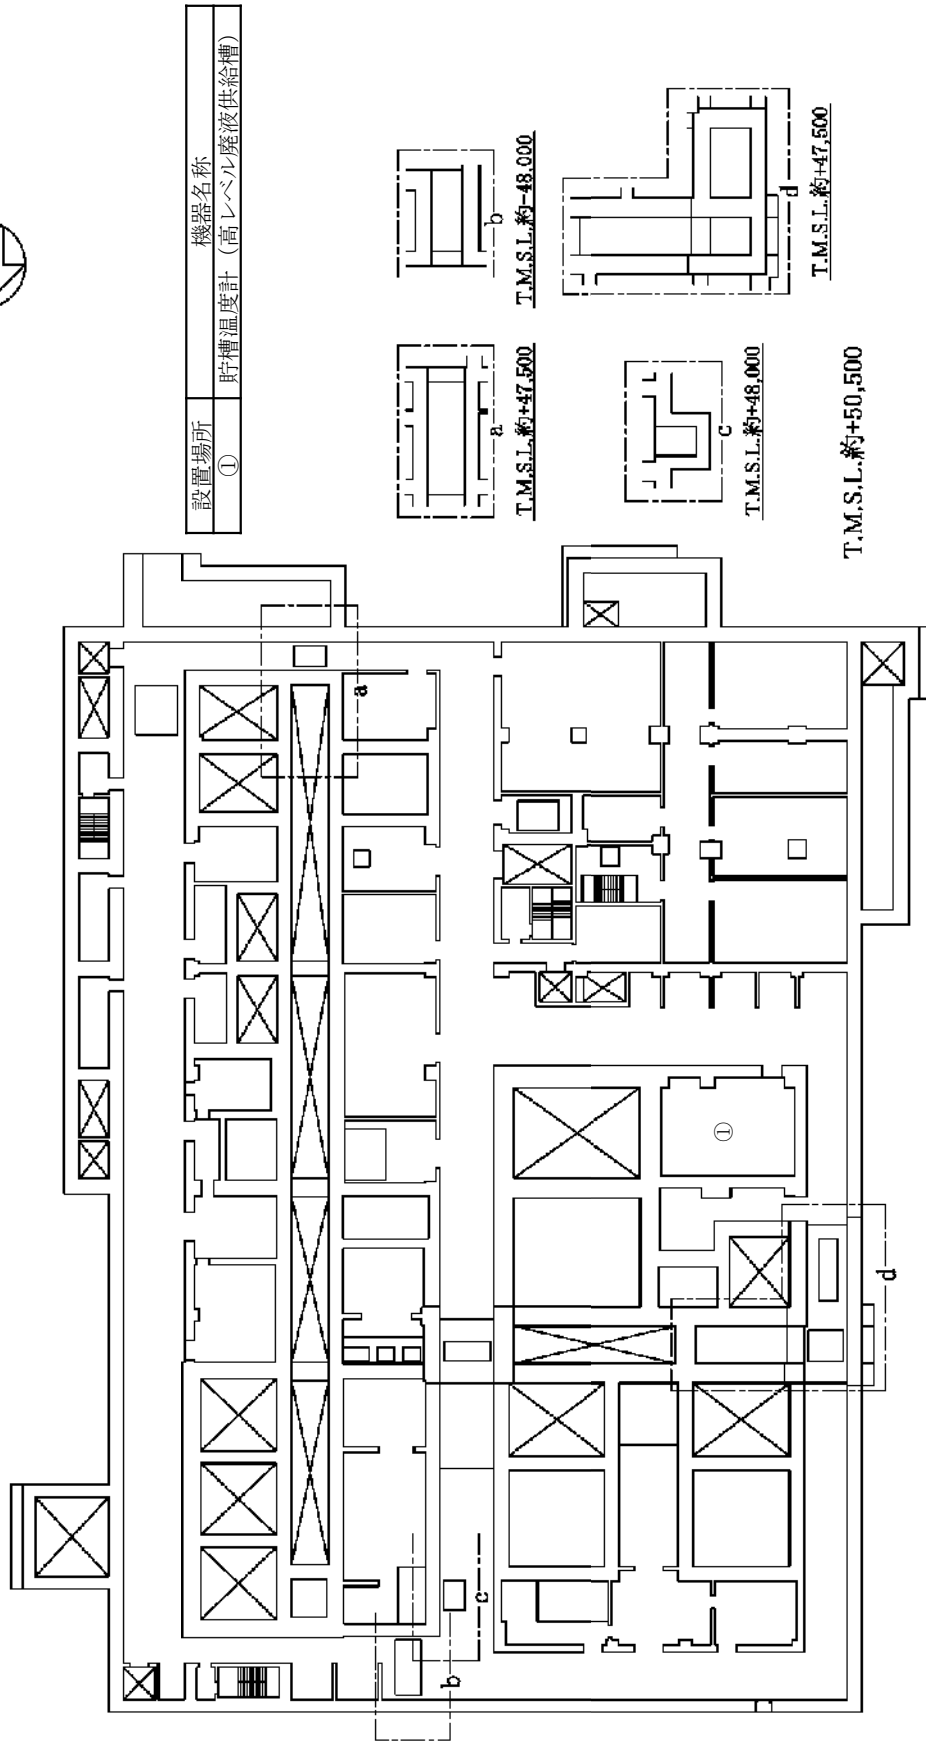 設置場所 機器名称
① 貯槽温度計（高レベル廃液供給槽）
a
T.M.S.L.約+47,500
b
T.M.S.L.約-48,000
c
T.M.S.L.約+48,000
d
T.M.S.L.約+47,500
T.M.S.L.約+50,500
a
b
c
d
①